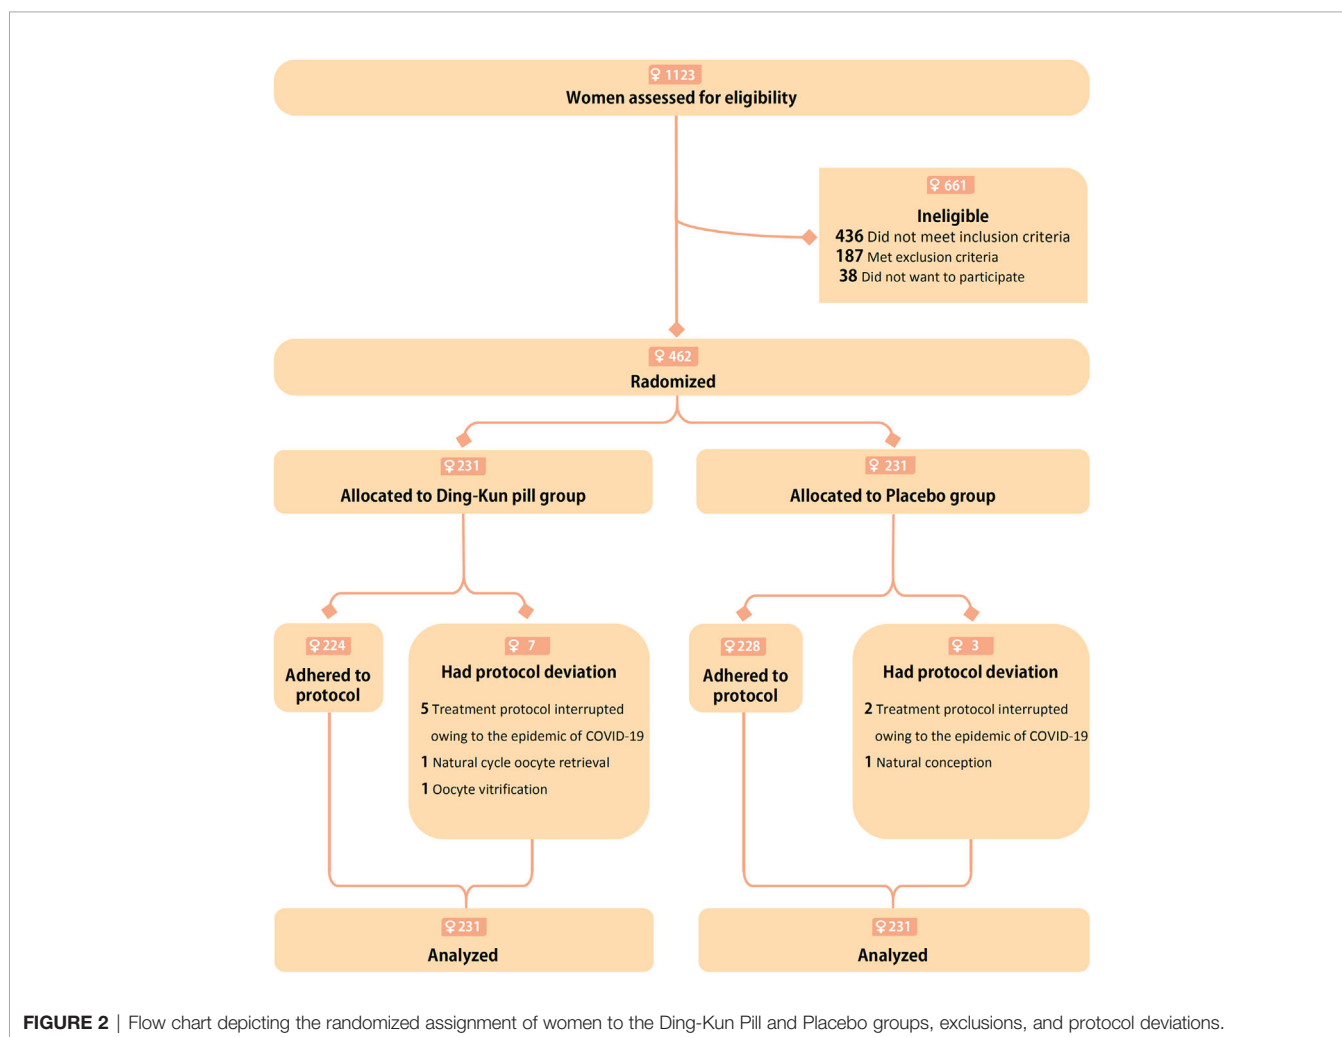 ♀ 1123
Women assessed for eligibility
♀ 661
Ineligible
436 Did not meet inclusion criteria
187 Met exclusion criteria
38 Did not want to participate
♀ 462
Radomized
♀ 231
Allocated to Ding-Kun pill group
♀ 231
Allocated to Placebo group
♀ 224
Adhered to
protocol
♀ 7
Had protocol deviation
5 Treatment protocol interrupted
owing to the epidemic of COVID-19
1 Natural cycle oocyte retrieval
1 Oocyte vitrification
♀ 228
Adhered to
protocol
♀ 3
Had protocol deviation
2 Treatment protocol interrupted
owing to the epidemic of COVID-19
1 Natural conception
♀ 231
Analyzed
♀ 231
Analyzed
FIGURE 2 | Flow chart depicting the randomized assignment of women to the Ding-Kun Pill and Placebo groups, exclusions, and protocol deviations.